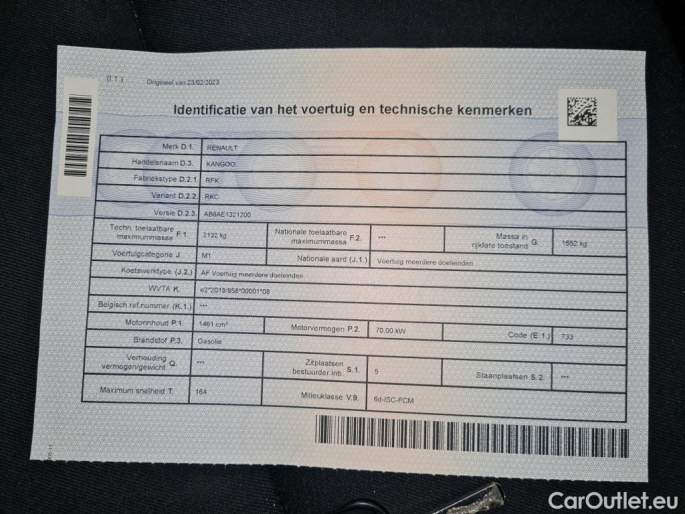 (I.T.) Origineel van 23/02/2023
Identificatie van het voertuig en technische kenmerken
Merk D.1. RENAULT
Handelsnaam D.3. KANGOO
Fabriekstype D.2.1. RFK
Variant D.2.2. RKC
Versie D.2.3. AB6AE1321200
Techn. toelaatbare maximummassa F.1. 2132 kg Nationale toelaatbare maximummassa F.2. *** Massa in rijklare toestand G. 1552 kg
Voertuigcategorie J. M1 Nationale aard (J.1.) Voertuig meerdere doeleinden
Koetswerktype (J.2.) AF Voertuig meerdere doeleinden
WVTA K. e2*2018/858*00001*08
Belgisch ref.nummer (K.1.) ***
Motorinhoud P.1. 1461 cm³ Motorvermogen P.2. 70.00 kW Code (E.1.) 733
Brandstof P.3. Gasolie
Verhouding vermogen/gewicht Q. *** Zitplaatsen bestuurder inb. S.1. 5 Staanplaatsen S.2. ***
Maximum snelheid T. 164 Milieuklasse V.9. 6d-ISC-FCM
CarOutlet.eu